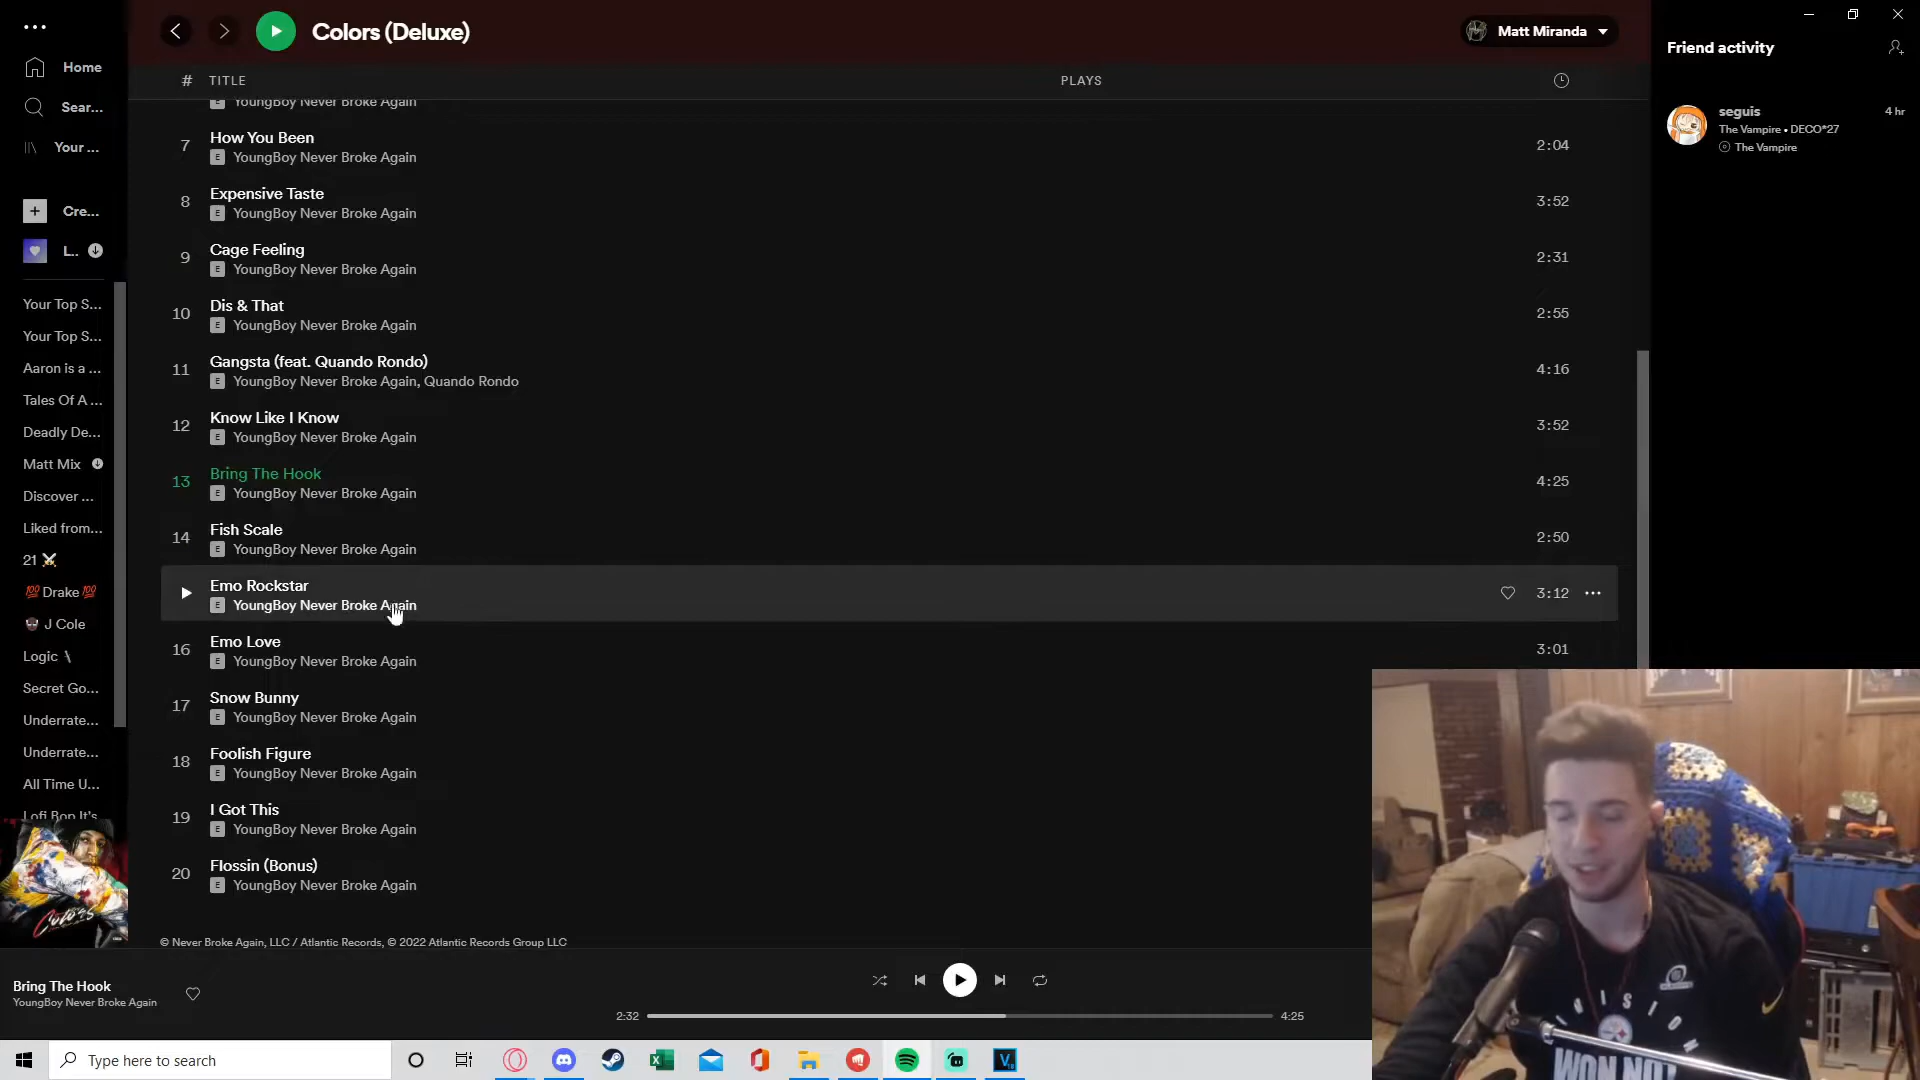 Colors (Deluxe)
Matt Miranda
Friend activity
Home
Sear...
Your ...
Cre...
L..
Your Top S...
Your Top S...
Aaron is a ...
Tales Of A ...
Deadly De...
Matt Mix
Discover ...
Liked from...
21 ⚔
💯 Drake 💯
J Cole
Logic \
Secret Go...
Underrate...
Underrate...
All Time U...
Lofi Bop It's
# TITLE PLAYS
YoungBoy Never Broke Again
7 How You Been 2:04
E YoungBoy Never Broke Again
8 Expensive Taste 3:52
E YoungBoy Never Broke Again
9 Cage Feeling 2:31
E YoungBoy Never Broke Again
10 Dis & That 2:55
E YoungBoy Never Broke Again
11 Gangsta (feat. Quando Rondo) 4:16
E YoungBoy Never Broke Again, Quando Rondo
12 Know Like I Know 3:52
E YoungBoy Never Broke Again
13 Bring The Hook 4:25
E YoungBoy Never Broke Again
14 Fish Scale 2:50
E YoungBoy Never Broke Again
Emo Rockstar 3:12
E YoungBoy Never Broke Again
16 Emo Love 3:01
E YoungBoy Never Broke Again
17 Snow Bunny
E YoungBoy Never Broke Again
18 Foolish Figure
E YoungBoy Never Broke Again
19 I Got This
E YoungBoy Never Broke Again
20 Flossin (Bonus)
E YoungBoy Never Broke Again
© Never Broke Again, LLC / Atlantic Records, © 2022 Atlantic Records Group LLC
seguis 4 hr
The Vampire • DECO*27
The Vampire
Colors
Bring The Hook
YoungBoy Never Broke Again
2:32 4:25
Type here to search
WON NOT